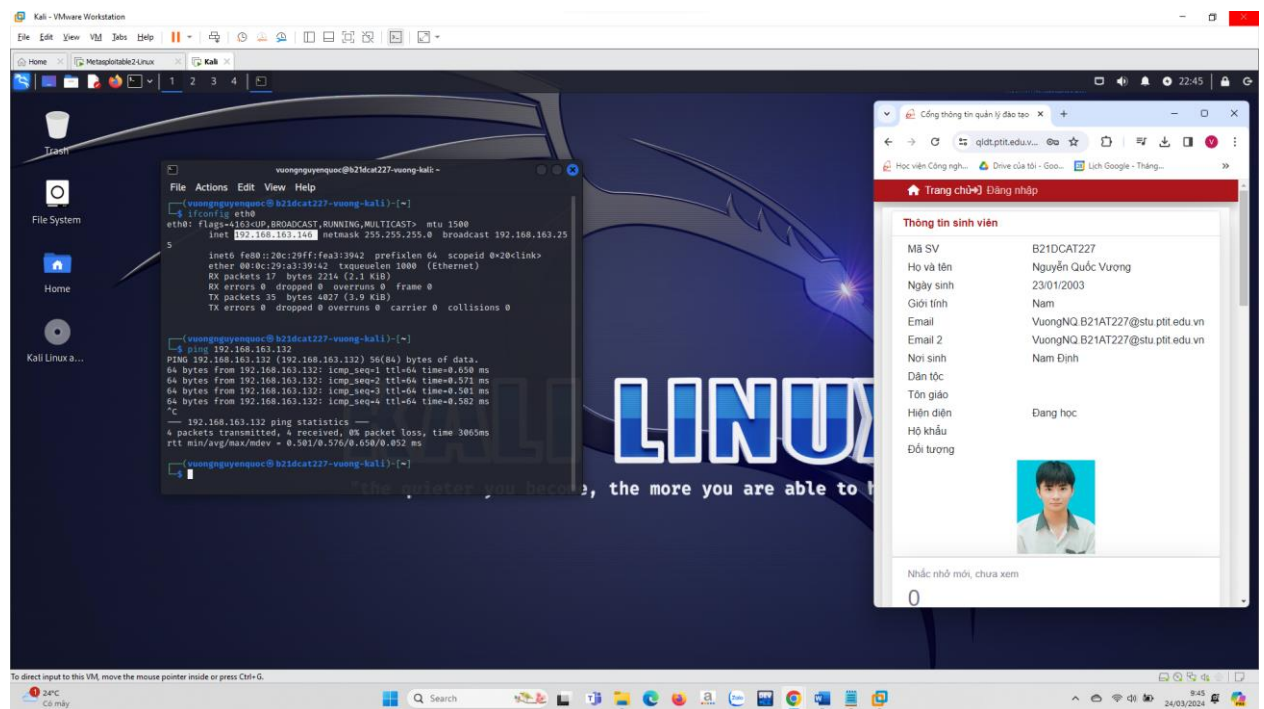 Kali - VMware Workstation
File Edit View VM Tabs Help
Home Metasploitable2-Linux Kali
1 2 3 4
22:45
Trash
File System
Home
Kali Linux a...
vuongnguyenquoc@b21dcat227-vuong-kali: ~
File Actions Edit View Help
(vuongnguyenquoc㉿b21dcat227-vuong-kali)-[~]
$ ifconfig eth0
eth0: flags=4163<UP,BROADCAST,RUNNING,MULTICAST> mtu 1500
inet 192.168.163.146 netmask 255.255.255.0 broadcast 192.168.163.25
5
inet6 fe80::20c:29ff:fea3:3942 prefixlen 64 scopeid 0×20<link>
ether 00:0c:29:a3:39:42 txqueuelen 1000 (Ethernet)
RX packets 17 bytes 2214 (2.1 KiB)
RX errors 0 dropped 0 overruns 0 frame 0
TX packets 35 bytes 4027 (3.9 KiB)
TX errors 0 dropped 0 overruns 0 carrier 0 collisions 0
(vuongnguyenquoc㉿b21dcat227-vuong-kali)-[~]
$ ping 192.168.163.132
PING 192.168.163.132 (192.168.163.132) 56(84) bytes of data.
64 bytes from 192.168.163.132: icmp_seq=1 ttl=64 time=0.650 ms
64 bytes from 192.168.163.132: icmp_seq=2 ttl=64 time=0.571 ms
64 bytes from 192.168.163.132: icmp_seq=3 ttl=64 time=0.501 ms
64 bytes from 192.168.163.132: icmp_seq=4 ttl=64 time=0.582 ms
^C
— 192.168.163.132 ping statistics —
4 packets transmitted, 4 received, 0% packet loss, time 3065ms
rtt min/avg/max/mdev = 0.501/0.576/0.650/0.052 ms
(vuongnguyenquoc㉿b21dcat227-vuong-kali)-[~]
$
KALI LINUX
"the quieter you become, the more you are able to h
Cổng thông tin quản lý đào tạo
qldt.ptit.edu.v...
Học viện Công ngh... Drive của tôi - Goo... Lịch Google - Tháng... »
Trang chủ Đăng nhập
Thông tin sinh viên
Mã SV B21DCAT227
Họ và tên Nguyễn Quốc Vượng
Ngày sinh 23/01/2003
Giới tính Nam
Email VuongNQ.B21AT227@stu.ptit.edu.vn
Email 2 VuongNQ.B21AT227@stu.ptit.edu.vn
Nơi sinh Nam Định
Dân tộc
Tôn giáo
Hiện diện Đang học
Hộ khẩu
Đối tượng
Nhắc nhở mới, chưa xem
0
To direct input to this VM, move the mouse pointer inside or press Ctrl+G.
1 24°C
Có mây
Search
9:45
24/03/2024